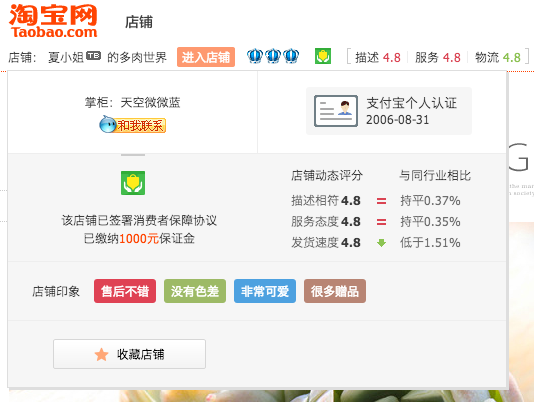 淘宝网
Taobao.com
店铺
店铺： 夏小姐 TB 的多肉世界 进入店铺 描述 4.8 服务 4.8 物流 4.8
掌柜：天空微微蓝
和我联系
支付宝个人认证
2006-08-31
该店铺已签署消费者保障协议
已缴纳1000元保证金
店铺动态评分 与同行业相比
描述相符 4.8 = 持平0.37%
服务态度 4.8 = 持平0.35%
发货速度 4.8 低于1.51%
店铺印象 售后不错 没有色差 非常可爱 很多赠品
收藏店铺
G